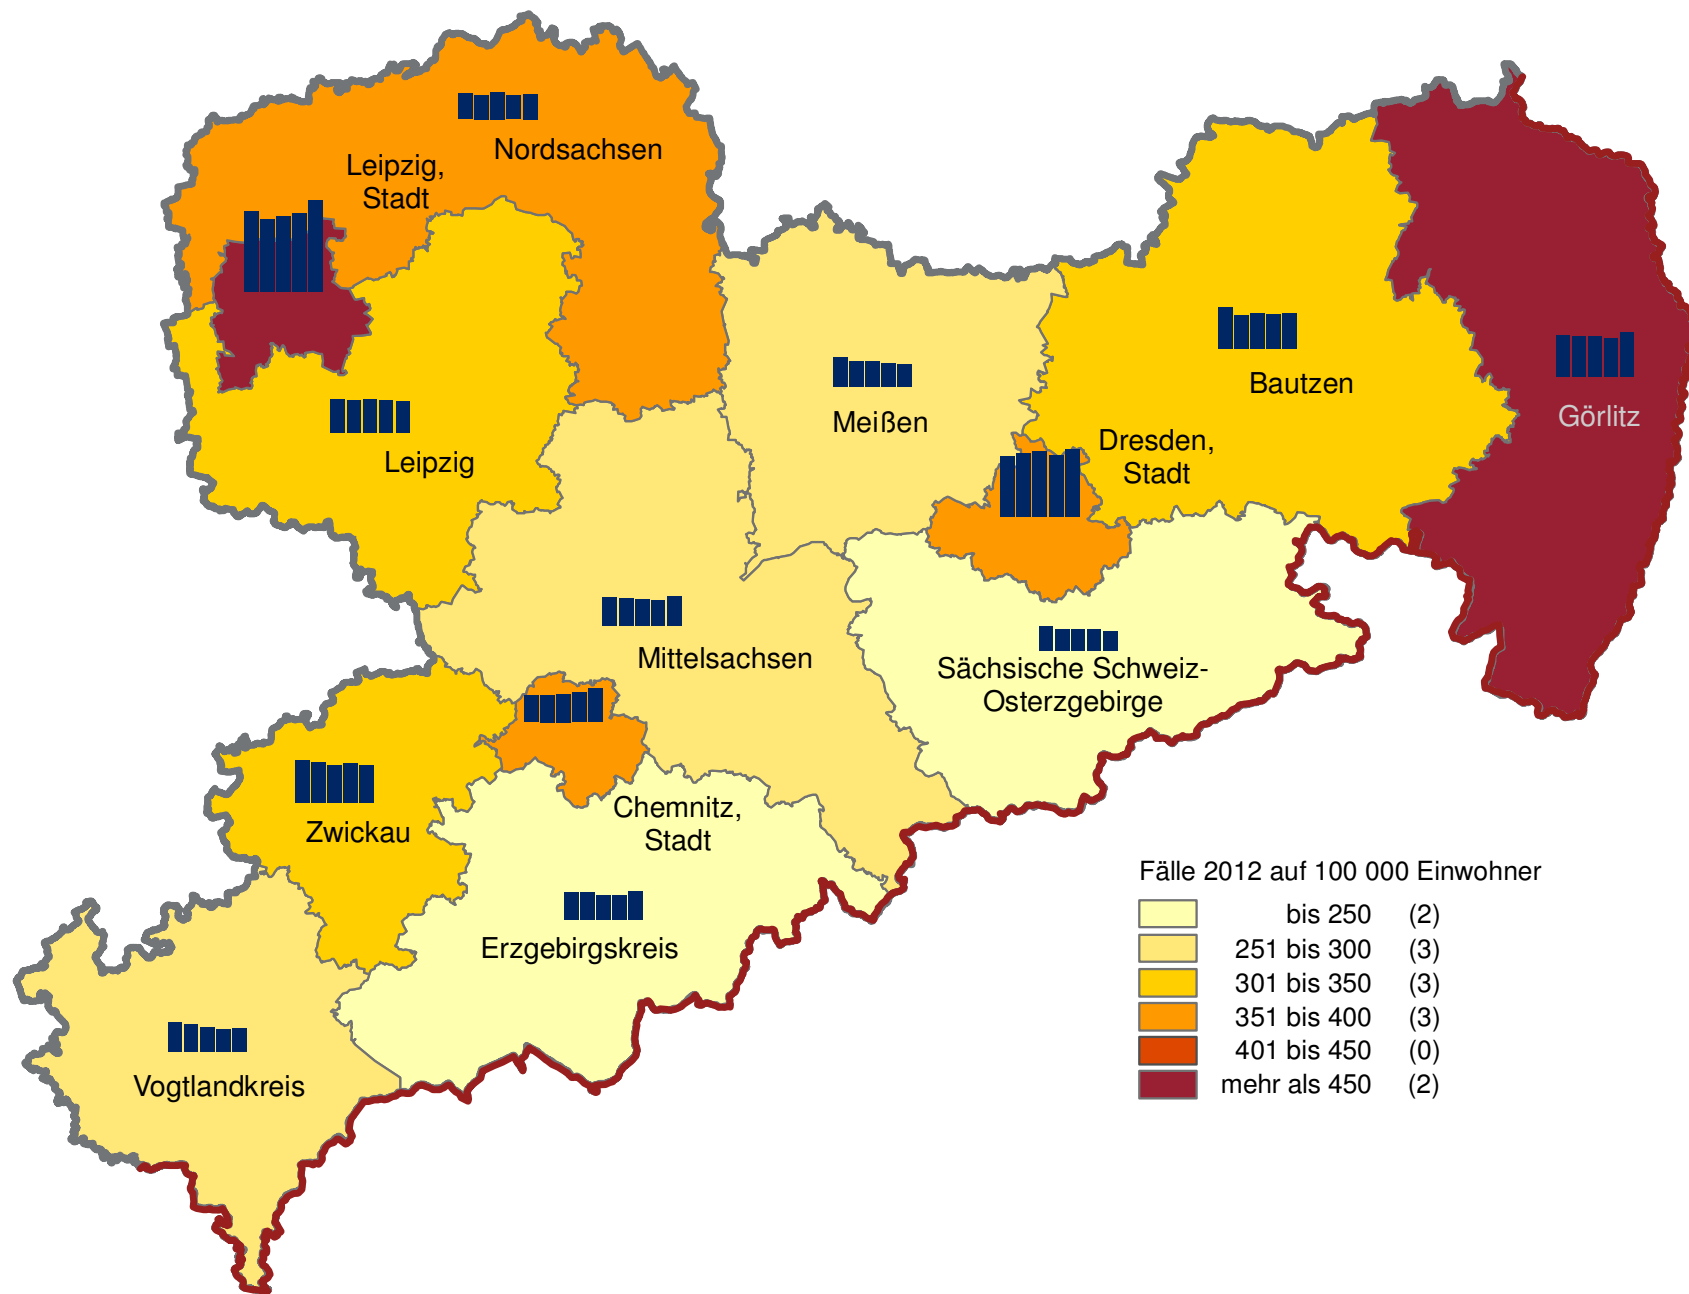 Nordsachsen
Leipzig,
Stadt
Leipzig
Meißen
Bautzen
Görlitz
Dresden,
Stadt
Mittelsachsen
Sächsische Schweiz-
Osterzgebirge
Chemnitz,
Stadt
Zwickau
Erzgebirgskreis
Vogtlandkreis
Fälle 2012 auf 100 000 Einwohner
bis 250 (2)
251 bis 300 (3)
301 bis 350 (3)
351 bis 400 (3)
401 bis 450 (0)
mehr als 450 (2)